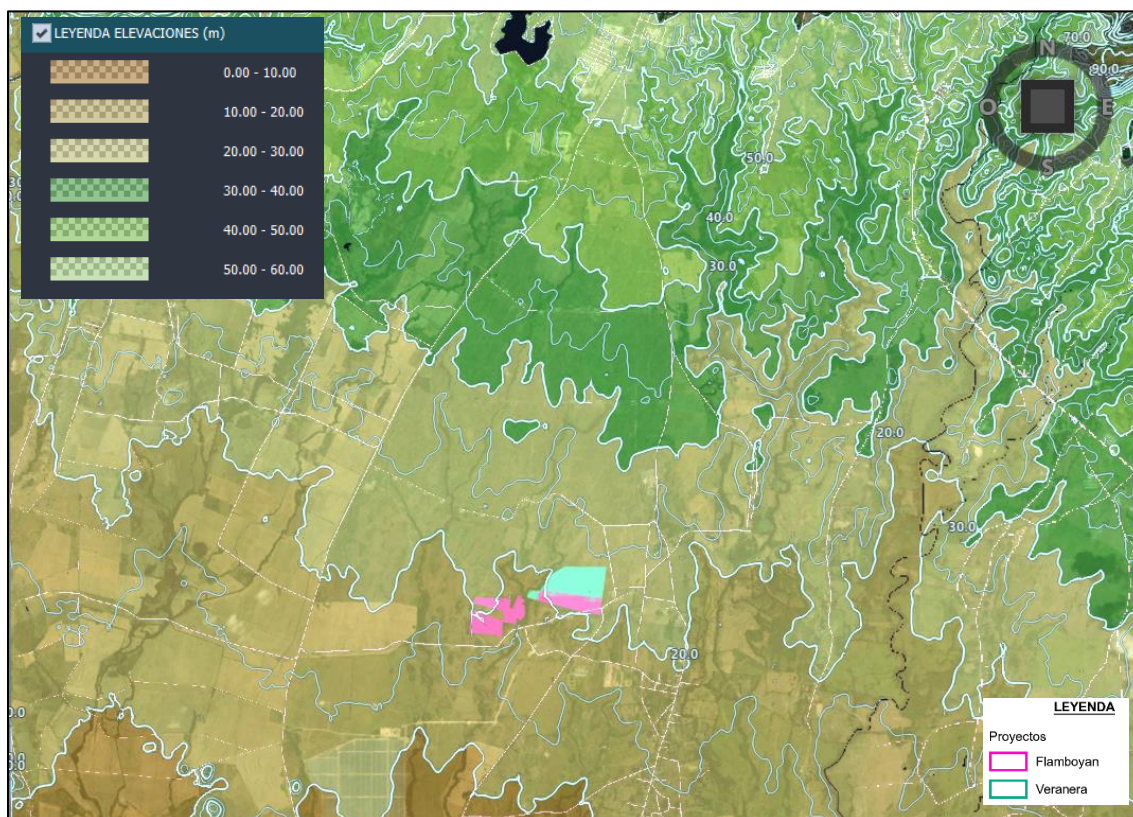 LEYENDA ELEVACIONES (m)
0.00 - 10.00
10.00 - 20.00
20.00 - 30.00
30.00 - 40.00
40.00 - 50.00
50.00 - 60.00
70.0
90.0
N
O
E
S
50.0
40.0
30.0
20.0
30.0
20.0
LEYENDA
Proyectos
Flamboyan
Veranera